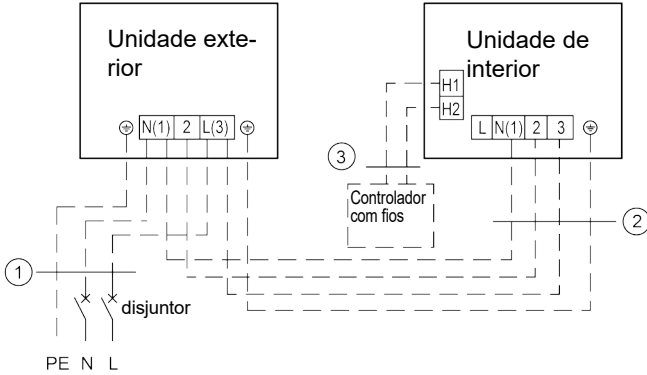 Unidade exte-
rior
N(1) 2 L(3)
Unidade de
interior
H1
H2
L N(1) 2 3
3
Controlador
com fios
2
1
disjuntor
PE N L